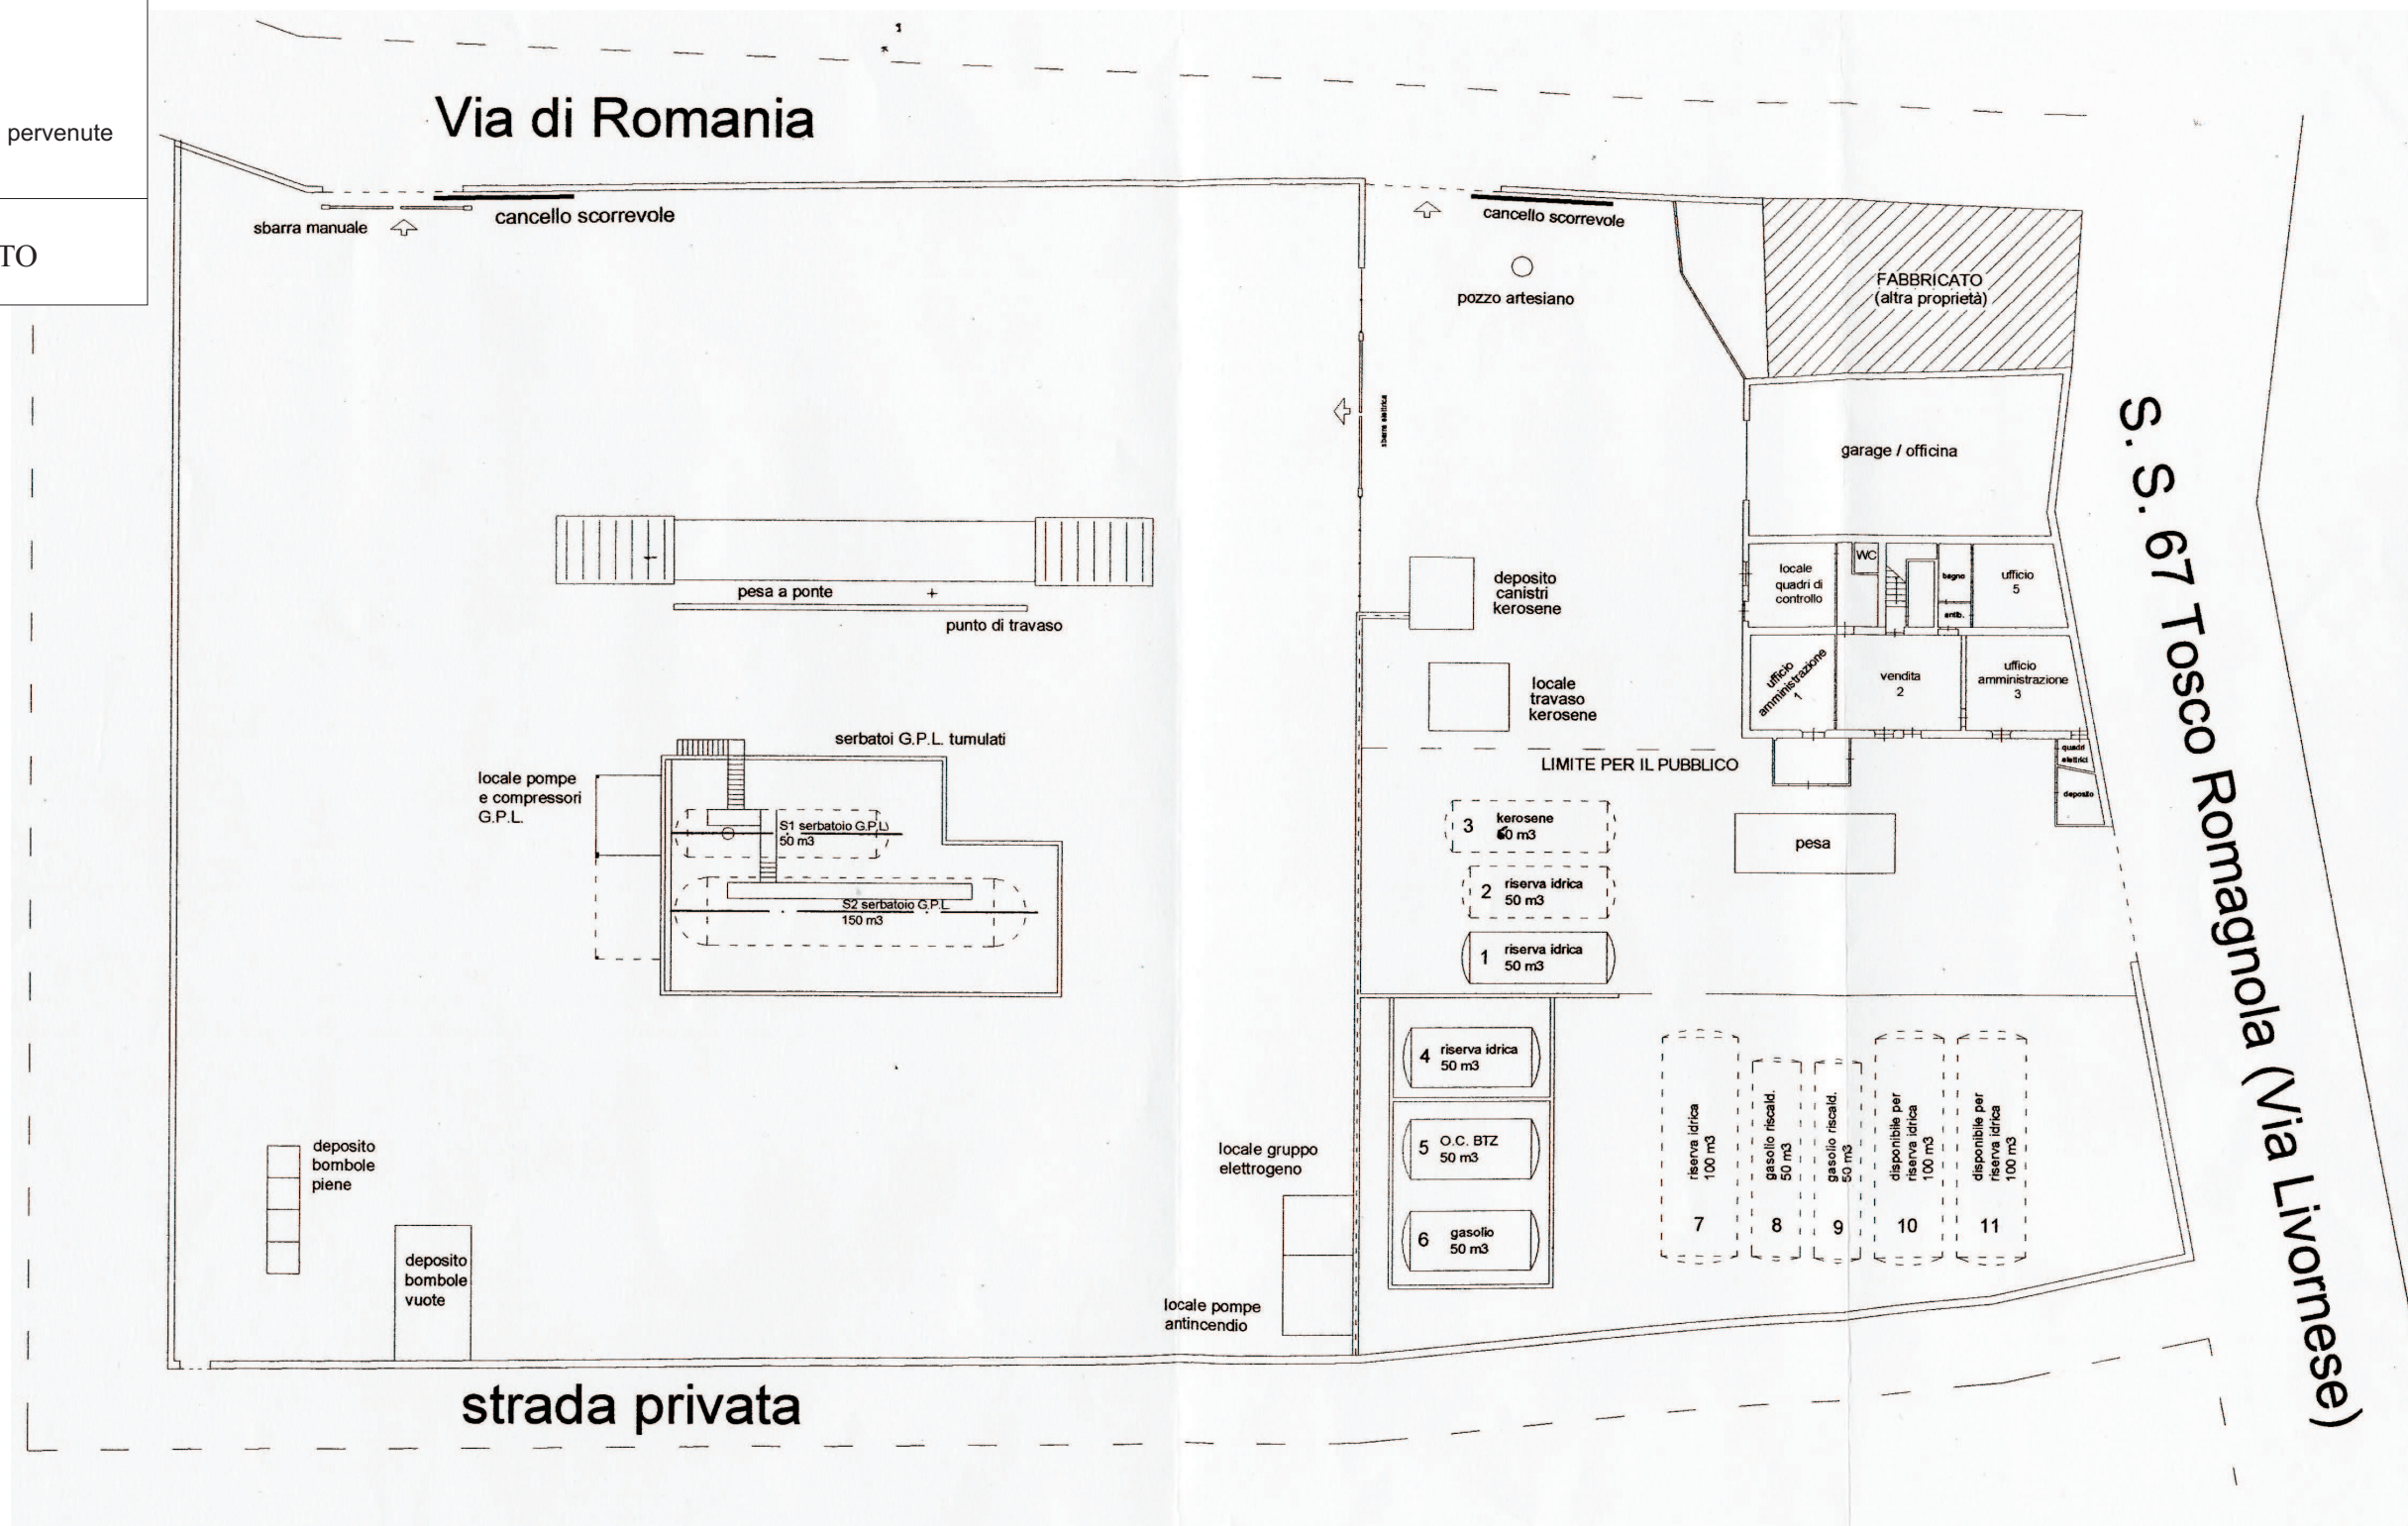 pervenute
TO
Via di Romania
sbarra manuale
cancello scorrevole
cancello scorrevole
pozzo artesiano
FABBRICATO
(altra proprietà)
sbarra elettrica
garage / officina
S. S. 67 Tosco Romagnola (Via Livornese)
pesa a ponte
punto di travaso
deposito
canistri
kerosene
locale
travaso
kerosene
locale
quadri di
controllo
WC
bagno
antib.
ufficio
5
ufficio
amministrazione
1
vendita
2
ufficio
amministrazione
3
quadri
elettrici
deposito
LIMITE PER IL PUBBLICO
serbatoi G.P.L. tumulati
locale pompe
e compressori
G.P.L.
S1 serbatoio G.P.L
50 m3
S2 serbatoio G.P.L.
150 m3
3 kerosene
m3
2 riserva idrica
50 m3
1 riserva idrica
50 m3
pesa
4 riserva idrica
50 m3
5 O.C. BTZ
50 m3
6 gasolio
50 m3
riserva idrica
100 m3
7
gasolio riscald.
50 m3
8
gasolio riscald.
50 m3
9
disponibile per
riserva idrica
100 m3
10
disponibile per
riserva idrica
100 m3
11
deposito
bombole
piene
deposito
bombole
vuote
locale gruppo
elettrogeno
locale pompe
antincendio
strada privata